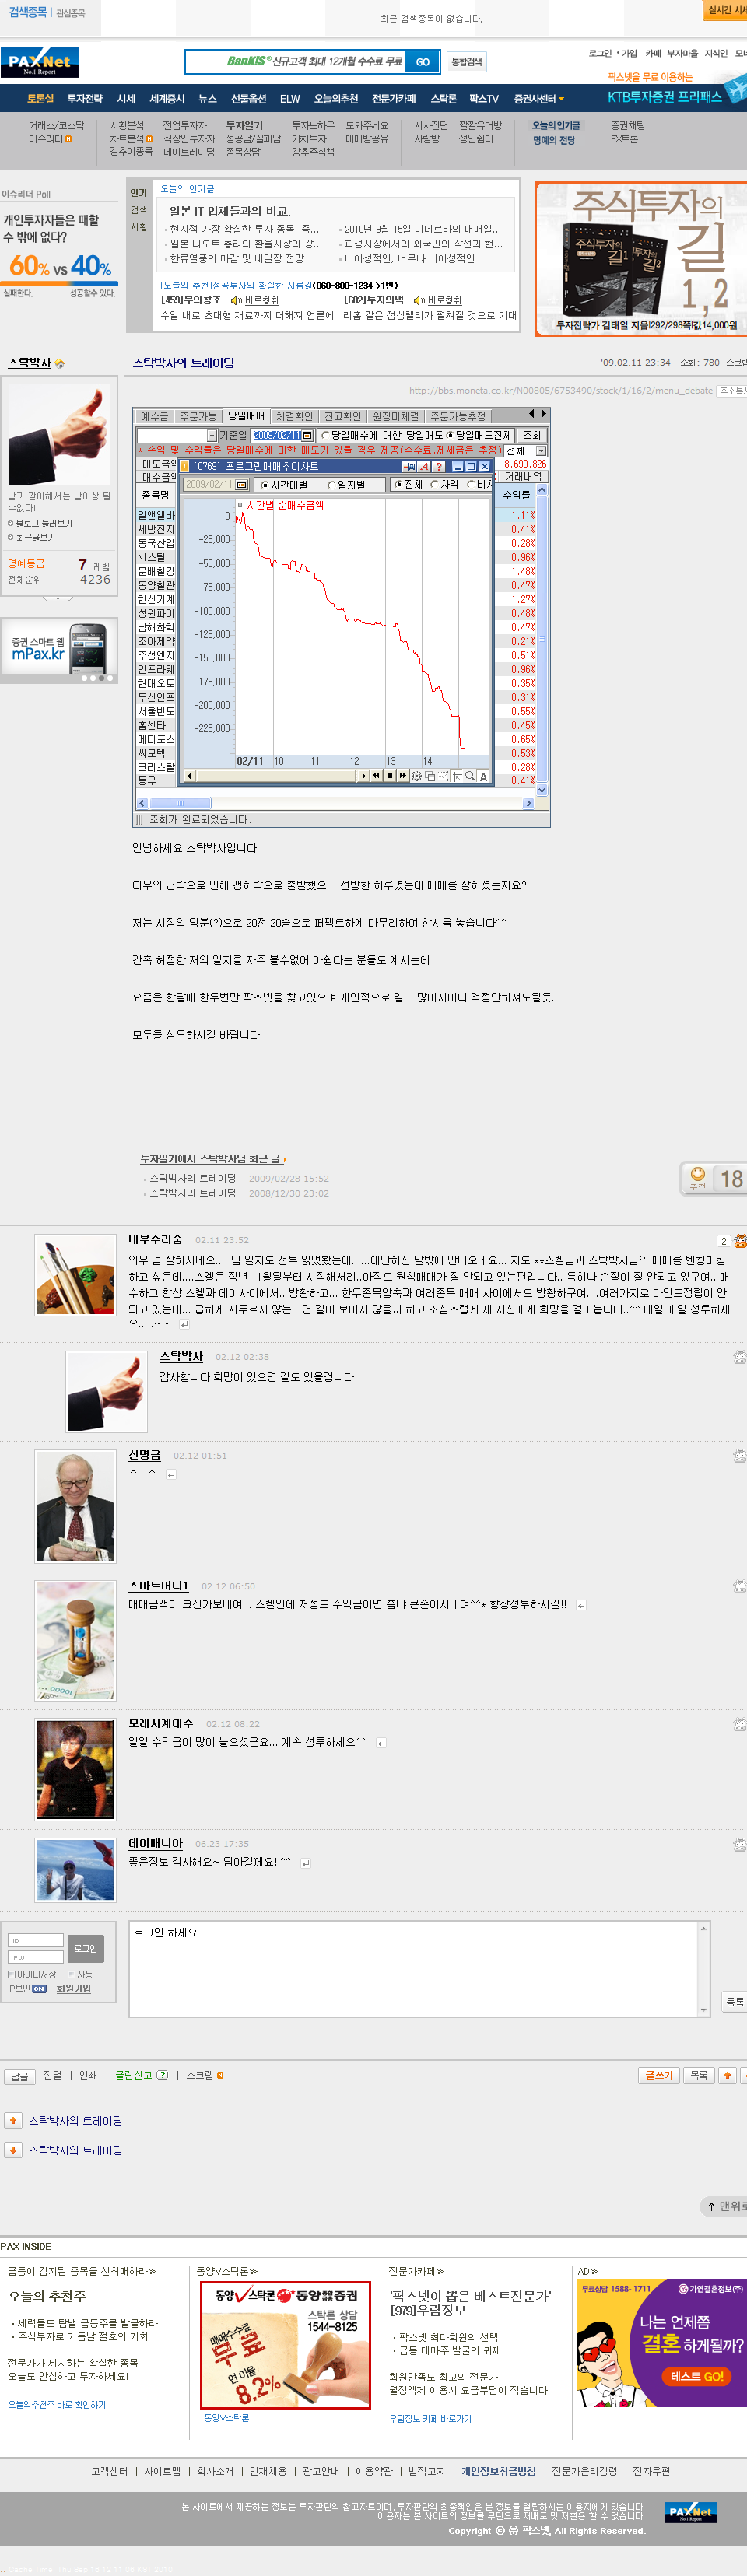 검색종목 | 관심종목
최근 검색종목이 없습니다.
실시간 시세
PAXNet
No.1 Report
BanKIS® 신규고객 최대 12개월 수수료 무료 GO 통합검색
로그인 · 가입 카페 부자마을 지식인 모네
팍스넷을 무료로 이용하는
KTB투자증권 프리패스
토론실 투자전략 시세 세계증시 뉴스 선물옵션 ELW 오늘의추천 전문가카페 스탁론 팍스TV 증권사센터
거래소/코스닥 시황분석 전업투자자 투자일기 투자노하우 도와주네요 시사진단 깔깔유머방 오늘의 인기글 증권채팅
이슈리더 차트분석 직장인투자자 성공담/실패담 가치투자 매매방공유 사랑방 성인쉼터 명예의 전당 FX토론
강추이종목 데이트레이딩 종목상담 강추주식책
이슈리더 Poll
개인투자자들은 패할 수 밖에 없다?
60% vs 40%
실패한다. 성공할수 있다.
인기
검색
시황
오늘의 인기글
일본 IT 업체들과의 비교.
현시점 가장 확실한 투자 종목, 증...
2010년 9월 15일 미네르바의 매매일...
일본 나오토 총리의 환율시장의 강...
파생시장에서의 외국인의 작전과 현...
한류열풍의 마감 및 내일장 전망
비이성적인, 너무나 비이성적인
[오늘의 추천]성공투자의 확실한 지름길(060-800-1234 >1번)
[459]부의창조 바로청취 [602]투자의맥 바로청취
수일 내로 초대형 재료까지 더해져 언론에 리홈 같은 점상랠리가 펼쳐질 것으로 기대
주식투자의 길 1,2
투자전략가 김태일 지음|292/298쪽|값14,000원
스탁박사
스탁박사의 트레이딩
'09.02.11 23:34 조회 : 780 스크랩
http://bbs.moneta.co.kr/N00805/6753490/stock/1/16/2/menu_debate 주소복사
남과 같이해서는 남이상 될수없다!
블로그 둘러보기
최근글보기
명예등급 7 레벨
전체순위 4236
증권 스마트 웹
mPax.kr
예수금 주문가능 당일매매 체결확인 잔고확인 원장미체결 주문가능추정
기준일 2009/02/11 당일매수에 대한 당일매도 당일매도전체 조회
* 손익 및 수익률은 당일매수에 대한 매도가 있을 경우 제공(수수료,제세금은 추정) 전체
매도금액 8,690,826
매수금액 거래내역
[0769] 프로그램매매추이차트
2009/02/11 시간대별 일자별 전체 차익 비차
종목명 수익률
시간별 순매수금액
0
-25,000
-50,000
-75,000
-100,000
-125,000
-150,000
-175,000
-200,000
-225,000
02/11 10 11 12 13 14
알앤엘바 1.11%
세방전지 0.41%
동국산업 0.28%
NI스틸 0.96%
문배철강 1.48%
동양철관 0.47%
한신기계 1.27%
성원파이 0.48%
남해화학 0.47%
조아제약 0.21%
주성엔지 0.51%
인프라웨 0.96%
현대오토 0.35%
두산인프 0.31%
서울반도 0.55%
홈센타 0.45%
메디포스 0.65%
씨모텍 0.53%
크리스탈 0.28%
동우 0.41%
조회가 완료되었습니다.
안녕하세요 스탁박사입니다.
다우의 급락으로 인해 갭하락으로 출발했으나 선방한 하루였는데 매매를 잘하셨는지요?
저는 시장의 덕분(?)으로 20전 20승으로 퍼펙트하게 마무리하여 한시름 놓습니다^^
간혹 허접한 저의 일지를 자주 볼수없어 아쉽다는 분들도 계시는데
요즘은 한달에 한두번만 팍스넷을 찾고있으며 개인적으로 일이 많아서이니 걱정안하셔도될듯..
모두들 성투하시길 바랍니다.
투자일기에서 스탁박사님 최근 글
스탁박사의 트레이딩 2009/02/28 15:52
스탁박사의 트레이딩 2008/12/30 23:02
추천 18
내부수리중 02.11 23:52
2
와우 넘 잘하시네요.... 님 일지도 전부 읽었봤는데......대단하신 말밖에 안나오네요... 저도 **스켈님과 스탁박사님의 매매를 벤칭마킹
하고 싶은데....스켈은 작년 11월달부터 시작해서리..아직도 원칙매매가 잘 안되고 있는편입니다.. 특히나 손절이 잘 안되고 있구여.. 매
수하고 항상 스켈과 데이사이에서.. 방황하고... 한두종목압축과 여러종목 매매 사이에서도 방황하구여....여러가지로 마인드정립이 안
되고 있는데... 급하게 서두르지 않는다면 길이 보이지 않을까 하고 조심스럽게 제 자신에게 희망을 걸어봅니다..^^ 매일 매일 성투하세
요.....~~
스탁박사 02.12 02:38
감사합니다 희망이 있으면 길도 있을겁니다
신명금 02.12 01:51
^ . ^
스마트머니1 02.12 06:50
매매금액이 크신가보네여... 스켈인데 저정도 수익금이면 흠냐 큰손이시네여^^* 항상성투하시길!!
모래시계태수 02.12 08:22
일일 수익금이 많이 늘으셨군요... 계속 성투하세요^^
데이매니아 06.23 17:35
좋은정보 감사해요~ 담아갈께요! ^^
ID
PW
로그인
아이디저장 자동
IP보안 ON 회원가입
로그인 하세요
등록
답글 전달 | 인쇄 | 클린신고 ? | 스크랩
글쓰기 목록
스탁박사의 트레이딩
스탁박사의 트레이딩
맨위로
PAX INSIDE
급등이 감지된 종목을 선취매하라≫
오늘의 추천주
· 세력들도 탐낼 급등주를 발굴하라
· 주식부자로 거듭날 절호의 기회
전문가가 제시하는 확실한 종목
오늘도 안심하고 투자하세요!
오늘의추천주 바로 확인하기
동양V스탁론≫
동양V스탁론 동양종합금융증권
스탁론 상담
1544-8125
매매수수료 무료
연 이율 8.2%
동양V스탁론
전문가카페≫
'팍스넷이 뽑은 베스트전문가'
[979]우림정보
· 팍스넷 최다회원의 선택
· 급등 테마주 발굴의 귀재
회원만족도 최고의 전문가
월정액제 이용시 요금부담이 적습니다.
우림정보 카페 바로가기
AD≫
무료상담 1588-1711 가연결혼정보(주)
나는 언제쯤
결혼 하게될까?
테스트 GO!
고객센터 | 사이트맵 | 회사소개 | 인재채용 | 광고안내 | 이용약관 | 법적고지 | 개인정보취급방침 | 전문가윤리강령 | 전자우편
본 사이트에서 제공하는 정보는 투자판단의 참고자료이며, 투자판단의 최종책임은 본 정보를 열람하시는 이용자에게 있습니다.
이용자는 본 사이트의 정보를 무단으로 재배포 및 재활용 할 수 없습니다.
Copyright ⓒ ㈜ 팍스넷, All Rights Reserved.
PAXNet
No.1 Report